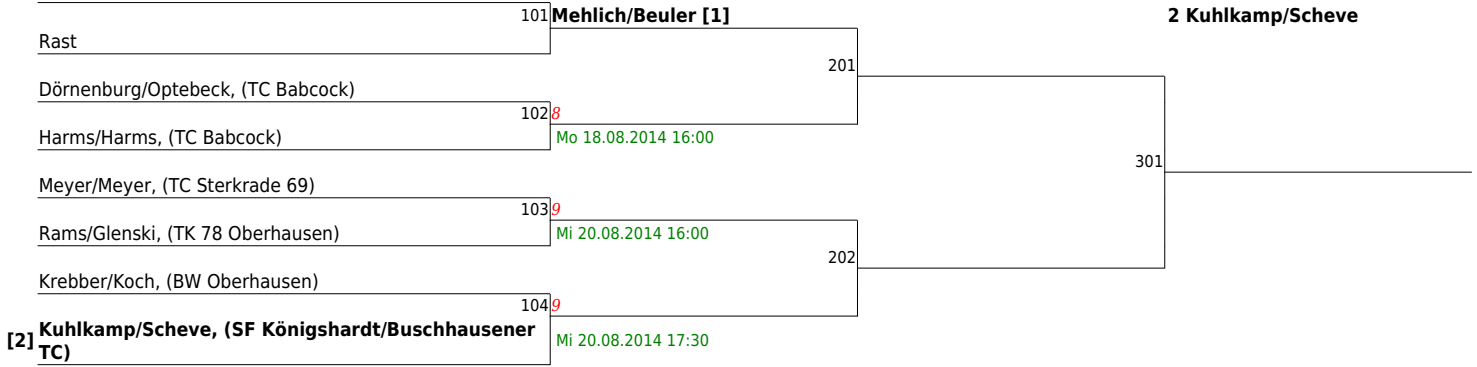 101 Mehlich/Beuler [1]
2 Kuhlkamp/Scheve
Rast
201
Dörnenburg/Optebeck, (TC Babcock)
102 8
Harms/Harms, (TC Babcock)
Mo 18.08.2014 16:00
301
Meyer/Meyer, (TC Sterkrade 69)
103 9
Rams/Glenski, (TK 78 Oberhausen)
Mi 20.08.2014 16:00
202
Krebber/Koch, (BW Oberhausen)
104 9
[2] Kuhlkamp/Scheve, (SF Königshardt/Buschhausener
TC)
Mi 20.08.2014 17:30